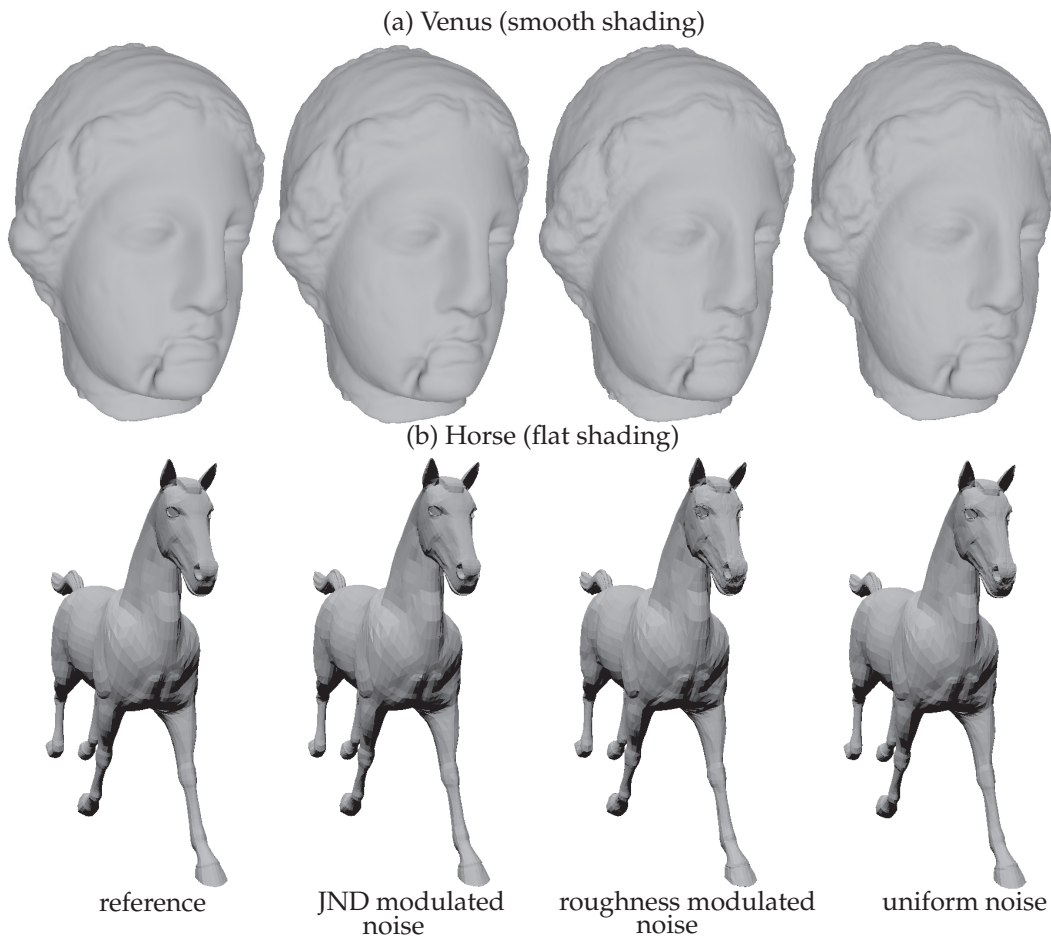 (a) Venus (smooth shading)
(b) Horse (flat shading)
reference
JND modulated
noise
roughness modulated
noise
uniform noise